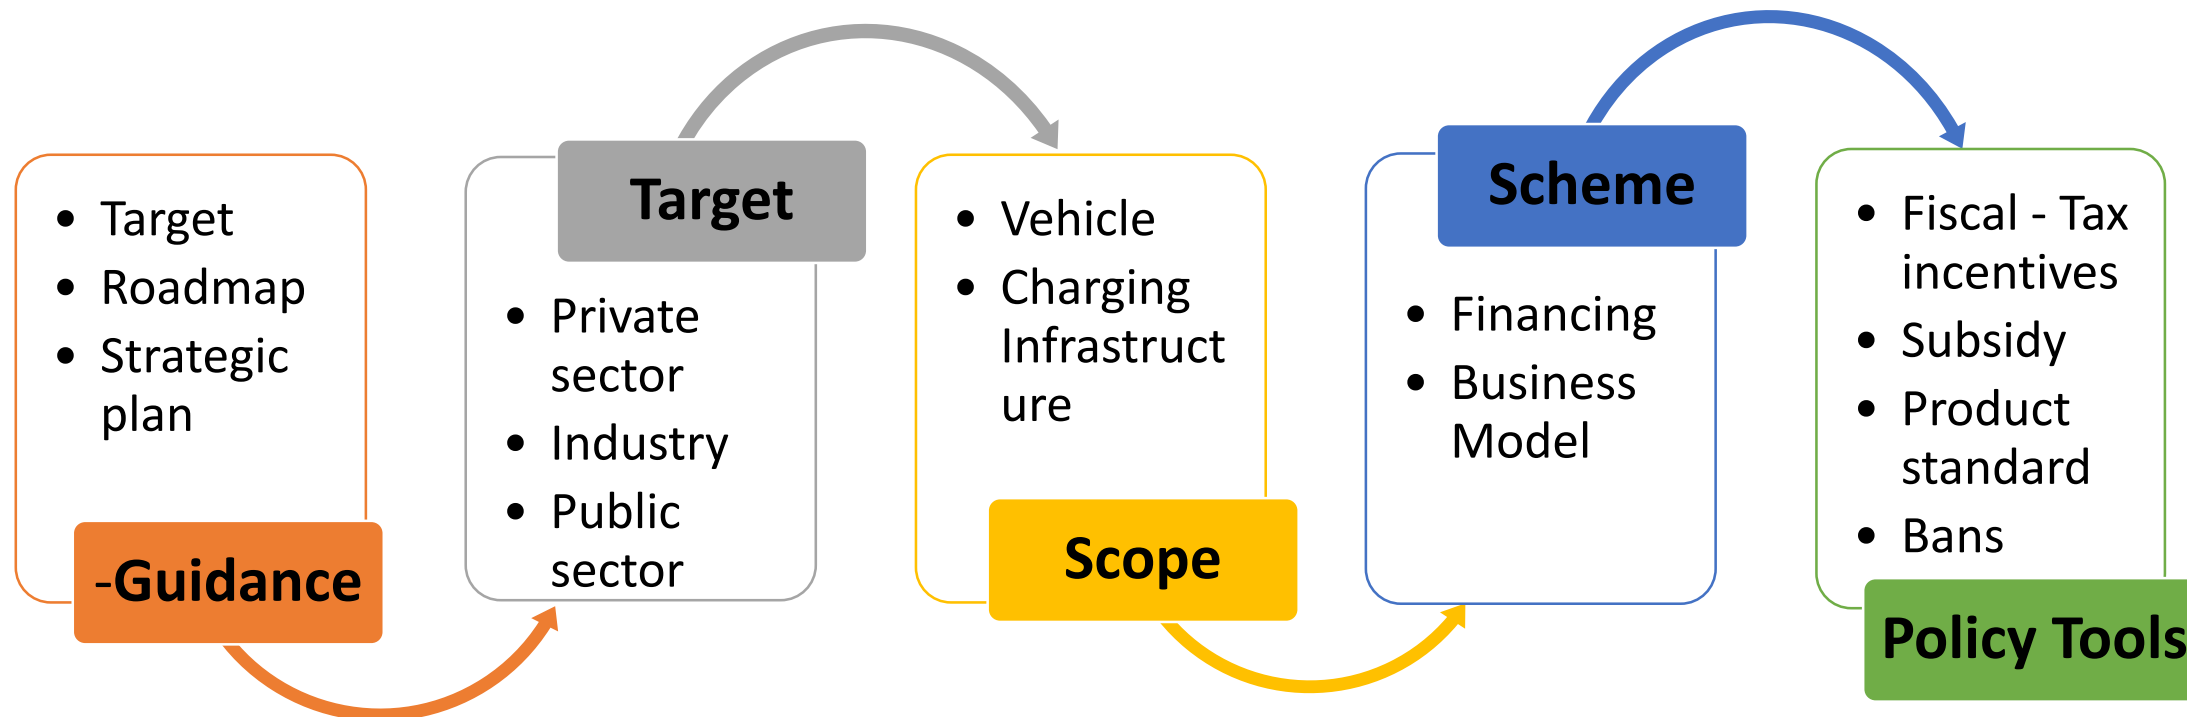 • Target
• Roadmap
• Strategic
plan
-Guidance
Target
• Private
sector
• Industry
• Public
sector
• Vehicle
• Charging
Infrastruct
ure
Scope
Scheme
• Financing
• Business
Model
• Fiscal - Tax
incentives
• Subsidy
• Product
standard
• Bans
Policy Tools